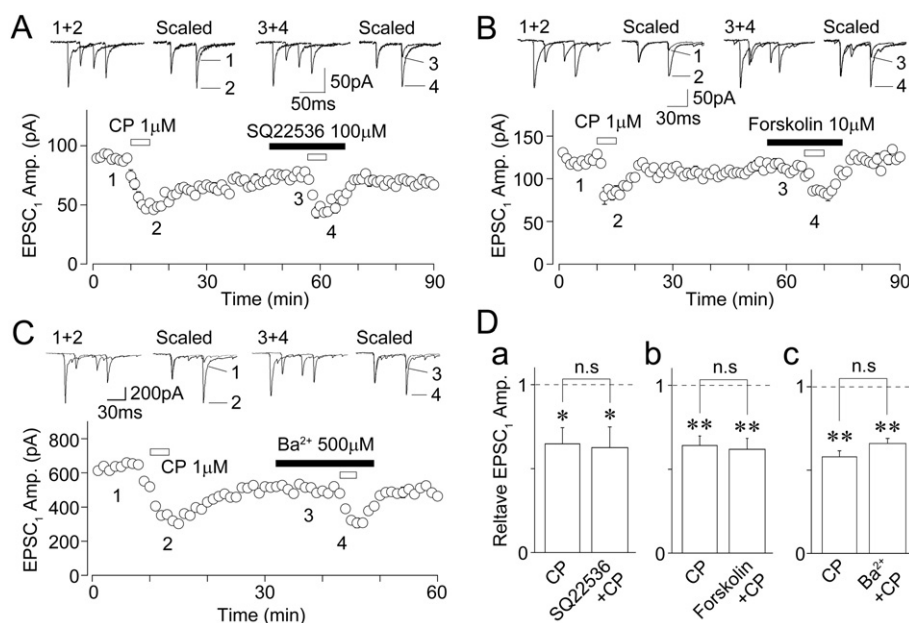 A
1+2 Scaled 3+4 Scaled
1
2
3
4
50pA
50ms
CP 1μM
SQ22536 100μM
EPSC1 Amp. (pA)
100
50
0
1
2
3
4
0 30 60 90
Time (min)
B
1+2 Scaled 3+4 Scaled
1
2
3
4
50pA
30ms
CP 1μM
Forskolin 10μM
EPSC1 Amp. (pA)
150
100
50
0
1
2
3
4
0 30 60 90
Time (min)
C
1+2 Scaled 3+4 Scaled
1
2
3
4
200pA
30ms
CP 1μM
Ba2+ 500μM
EPSC1 Amp. (pA)
800
600
400
200
0
1
2
3
4
0 30 60
Time (min)
D
a
n.s
1
* *
Reltave EPSC1 Amp.
0
CP
SQ22536
+CP
b
n.s
1
** **
0
CP
Forskolin
+CP
c
n.s
1
** **
0
CP
Ba2+
+CP